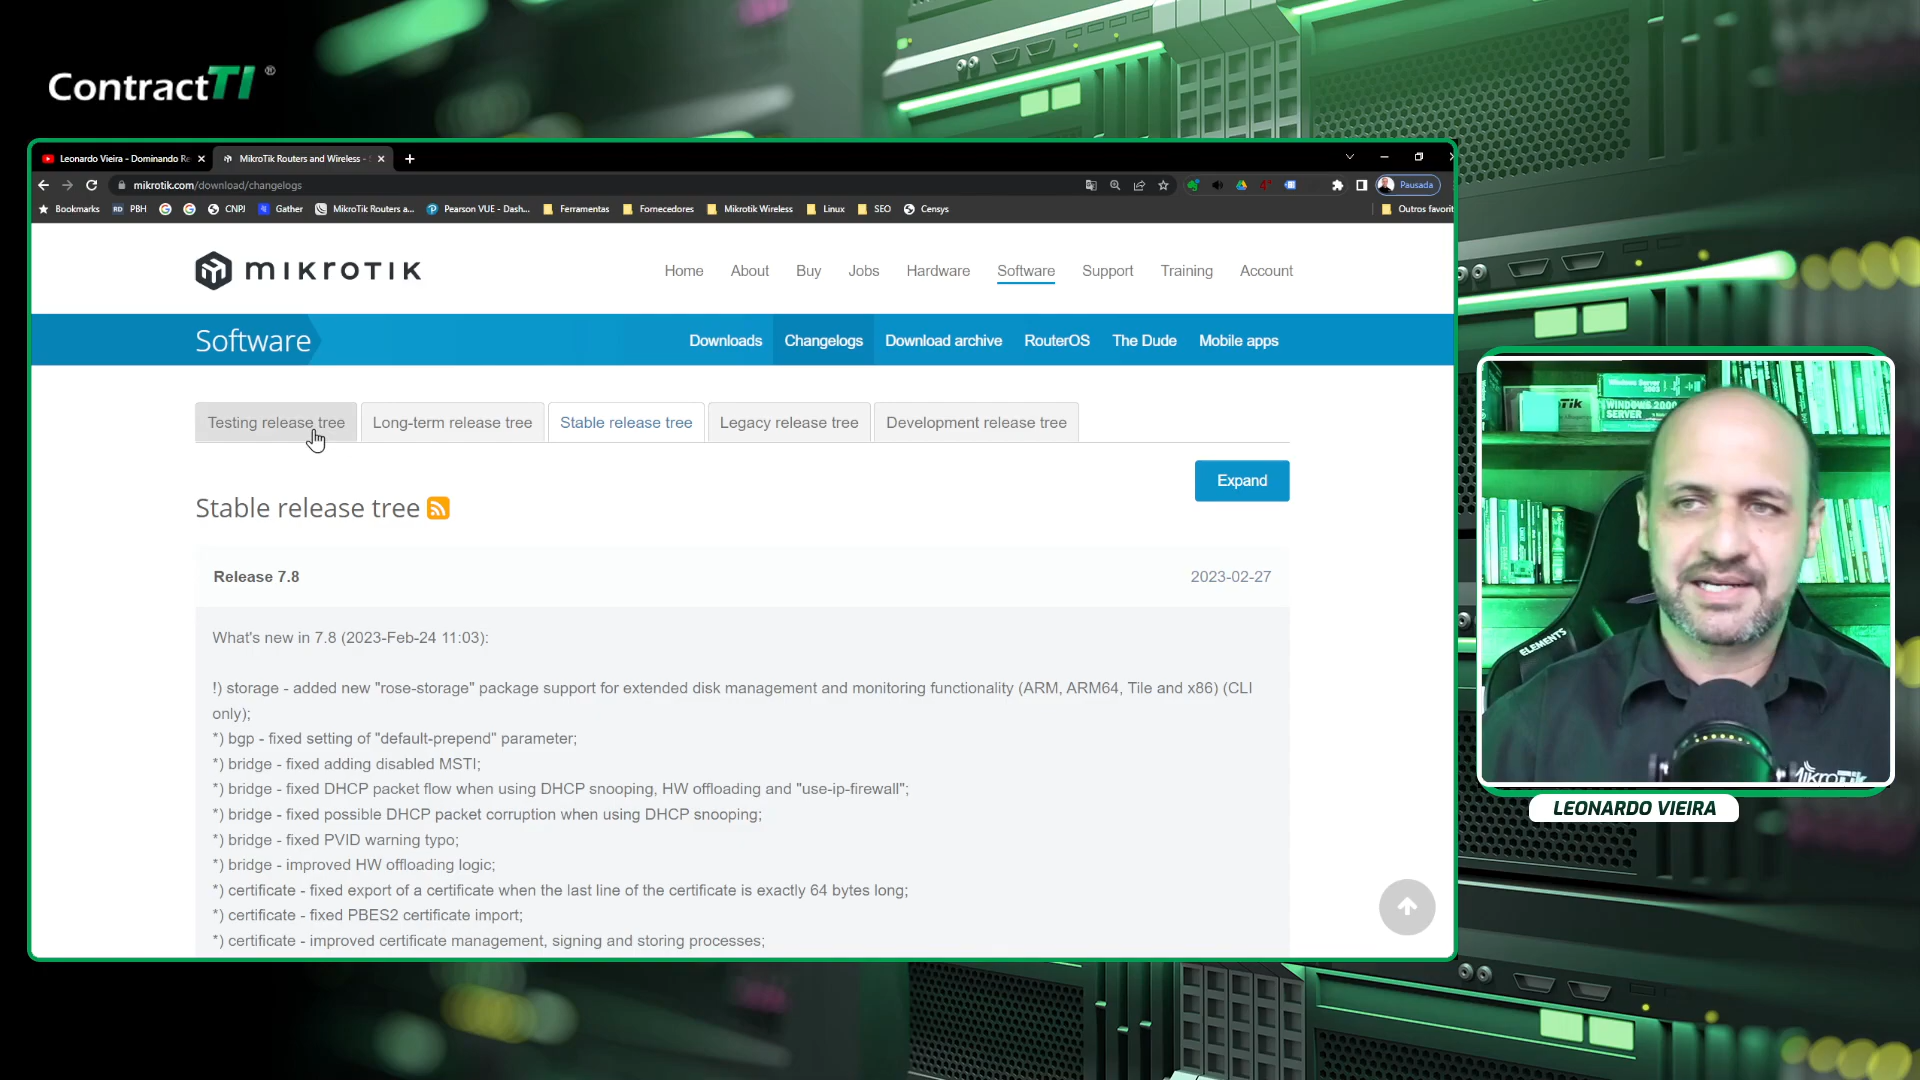 ContractTI ®
Leonardo Vieira - Dominando Re
MikroTik Routers and Wireless -
mikrotik.com/download/changelogs
Pausada
Bookmarks
PBH
CNPJ
Gather
MikroTik Routers a...
Pearson VUE - Dash...
Ferramentas
Fornecedores
Mikrotik Wireless
Linux
SEO
Censys
Outros favorit
MIKROTIK
Home
About
Buy
Jobs
Hardware
Software
Support
Training
Account
Software
Downloads
Changelogs
Download archive
RouterOS
The Dude
Mobile apps
Testing release tree
Long-term release tree
Stable release tree
Legacy release tree
Development release tree
Expand
Stable release tree
Release 7.8
2023-02-27
What's new in 7.8 (2023-Feb-24 11:03):
!) storage - added new "rose-storage" package support for extended disk management and monitoring functionality (ARM, ARM64, Tile and x86) (CLI
only);
*) bgp - fixed setting of "default-prepend" parameter;
*) bridge - fixed adding disabled MSTI;
*) bridge - fixed DHCP packet flow when using DHCP snooping, HW offloading and "use-ip-firewall";
*) bridge - fixed possible DHCP packet corruption when using DHCP snooping;
*) bridge - fixed PVID warning typo;
*) bridge - improved HW offloading logic;
*) certificate - fixed export of a certificate when the last line of the certificate is exactly 64 bytes long;
*) certificate - fixed PBES2 certificate import;
*) certificate - improved certificate management, signing and storing processes;
WINDOWS 2000
SERVER
ELEMENTS
MikroTik
LEONARDO VIEIRA